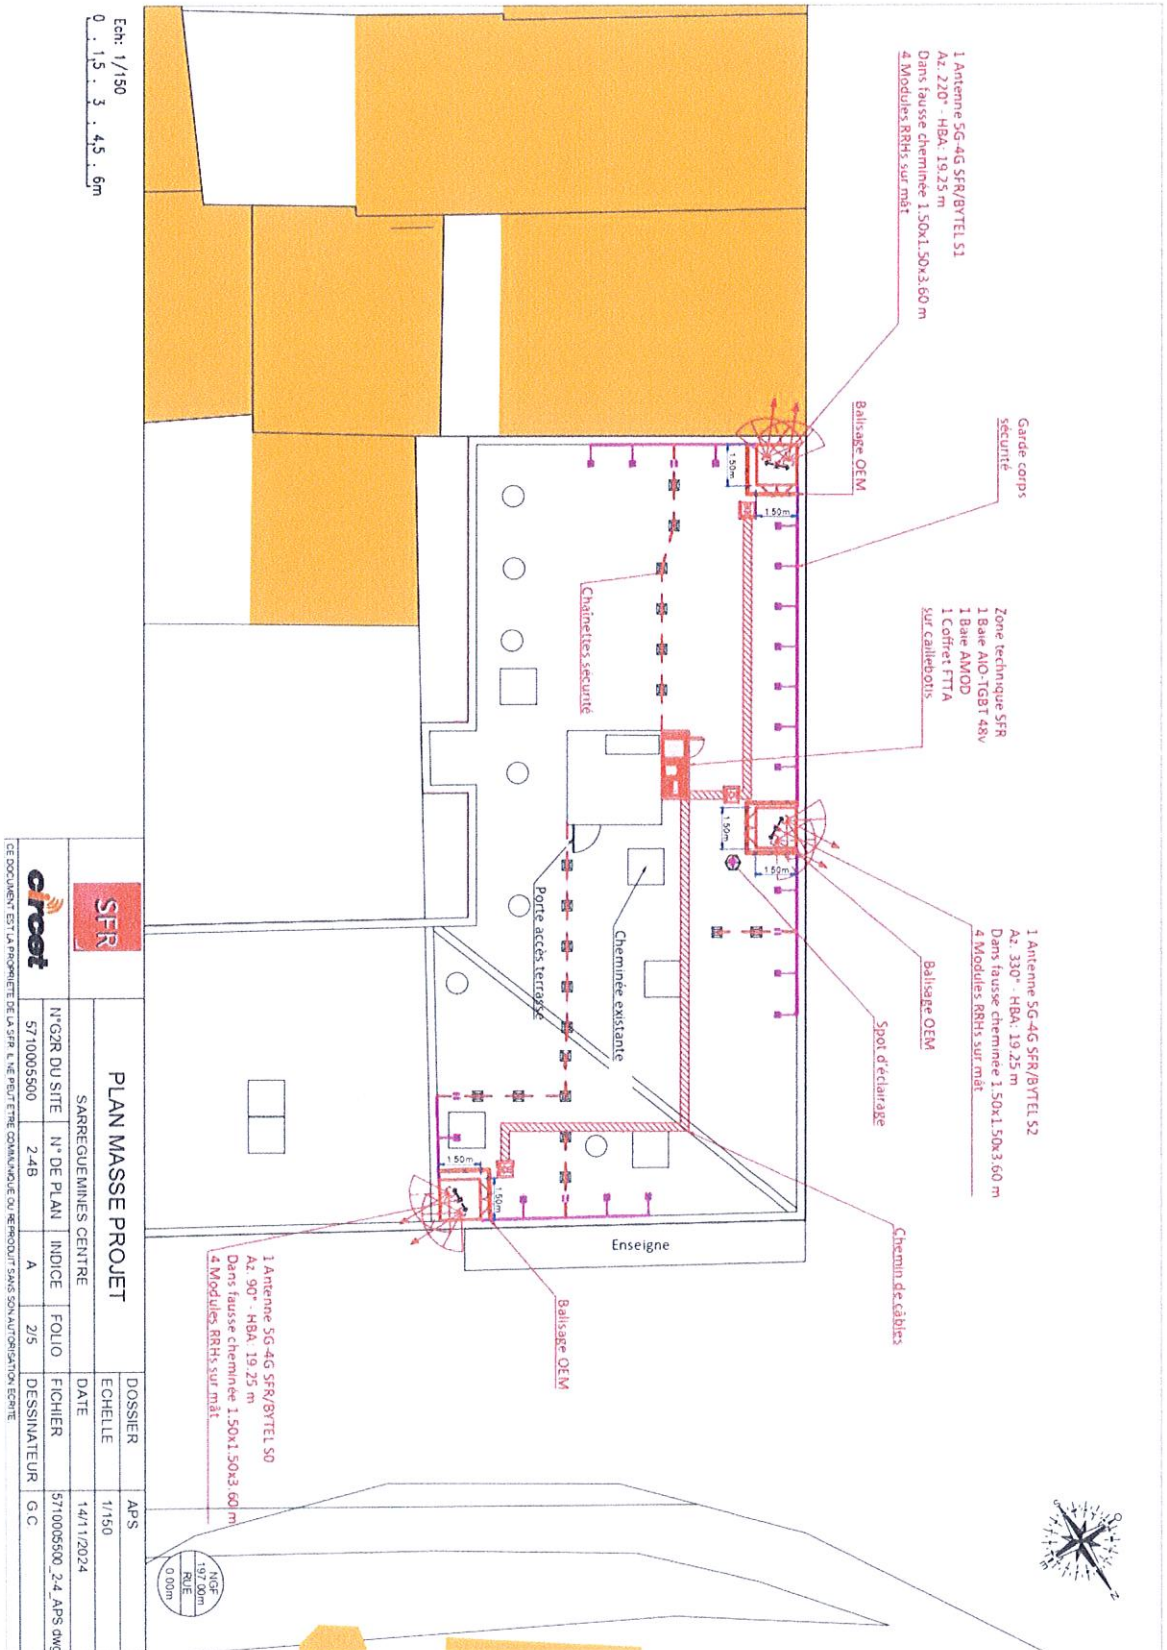 1 Antenne 5G-4G SFR/BYTEL S1
Az. 220° - HBA: 19.25 m
Dans fausse cheminée 1.50x1.50x3.60 m
4 Modules RRHs sur mât
Garde corps
sécurité
Balisage OEM
Zone technique SFR
1 Baie AIO-TGBT 48v
1 Baie AMOD
1 Coffret FTTA
sur caillebotis
1 Antenne 5G-4G SFR/BYTEL S2
Az. 330° - HBA: 19.25 m
Dans fausse cheminée 1.50x1.50x3.60 m
4 Modules RRHs sur mât
Balisage OEM
Spot d'éclairage
Chemin de câbles
1.50m
1.50m
1.50m
1.50m
Chaînettes sécurité
Cheminée existante
Porte accès terrasse
1.50m
1.50m
Enseigne
Balisage OEM
1 Antenne 5G-4G SFR/BYTEL S0
Az. 90° - HBA: 19.25 m
Dans fausse cheminée 1.50x1.50x3.60 m
4 Modules RRHs sur mât
NGF
197.00m
RUE
0.00m
Ech: 1/150
0 . 1,5 . 3 . 4,5 . 6m
SFR
circet
PLAN MASSE PROJET
SARREGUEMINES CENTRE
N°G2R DU SITE N° DE PLAN INDICE FOLIO
5710005500 2-4B A 2/5
DOSSIER APS
ECHELLE 1/150
DATE 14/11/2024
FICHIER 5710005500_2-4_APS.dwg
DESSINATEUR G.C
CE DOCUMENT EST LA PROPRIETE DE LA SFR IL NE PEUT ETRE COMMUNIQUE OU REPRODUIT SANS SON AUTORISATION ECRITE